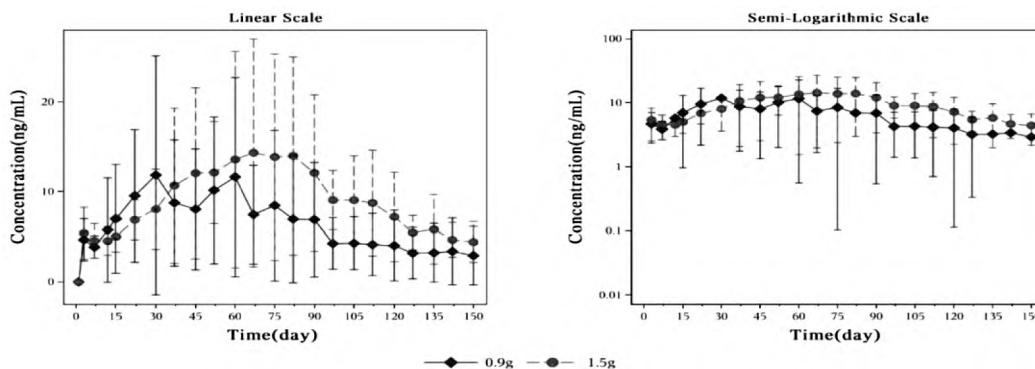 Linear Scale
Concentration(ng/mL)
20
10
0
0 15 30 45 60 75 90 105 120 135 150
Time(day)
Semi-Logarithmic Scale
Concentration(ng/mL)
100
10
1
0.1
0.01
0 15 30 45 60 75 90 105 120 135 150
Time(day)
0.9g 1.5g